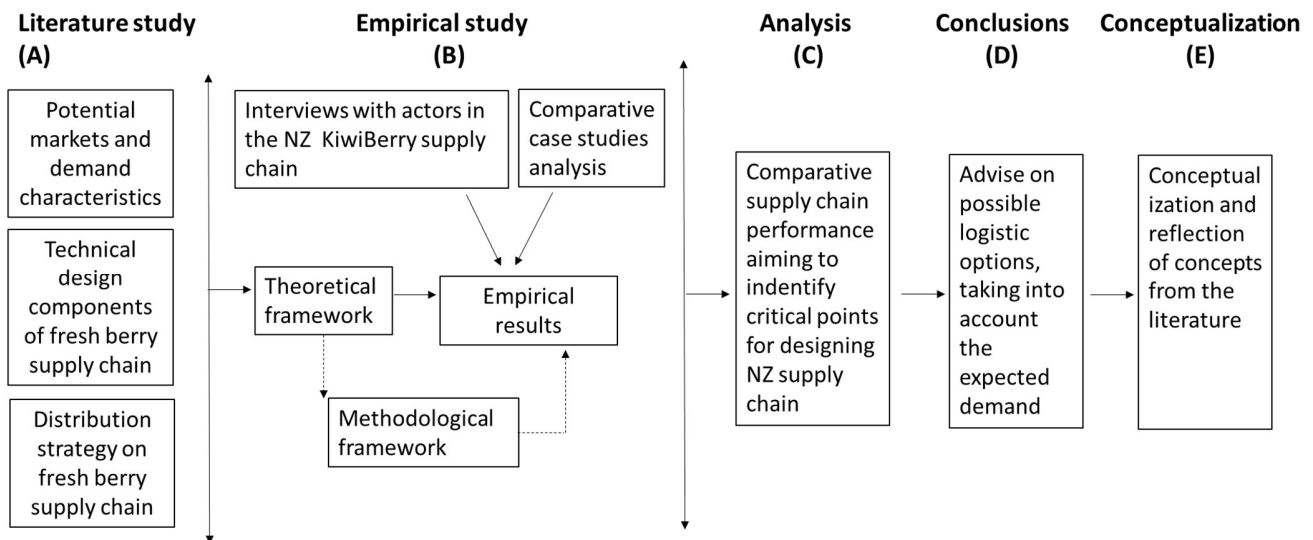 Literature study
(A)
Potential
markets and
demand
characteristics
Technical
design
components
of fresh berry
supply chain
Distribution
strategy on
fresh berry
supply chain
Empirical study
(B)
Interviews with actors in
the NZ  KiwiBerry supply
chain
Comparative
case studies
analysis
Theoretical
framework
Empirical
results
Methodological
framework
Analysis
(C)
Comparative
supply chain
performance
aiming to
indentify
critical points
for designing
NZ supply
chain
Conclusions
(D)
Advise on
possible
logistic
options,
taking into
account
the
expected
demand
Conceptualization
(E)
Conceptual
ization and
reflection
of concepts
from the
literature